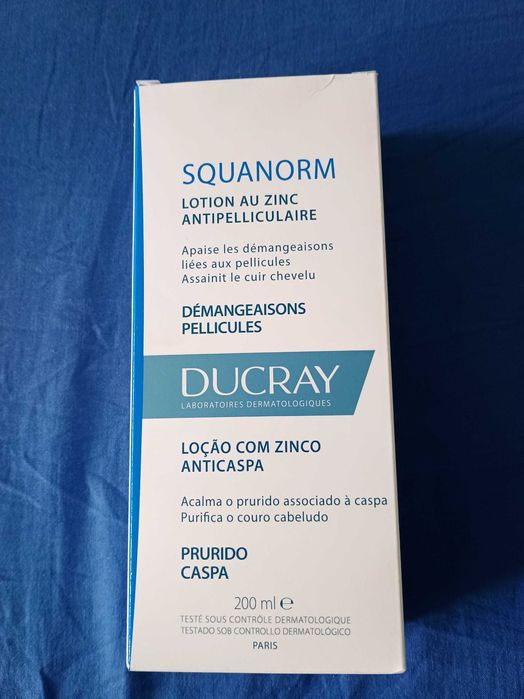 SQUANORM
LOTION AU ZINC
ANTIPELLICULAIRE
Apaise les démangeaisons
liées aux pellicules
Assainit le cuir chevelu
DÉMANGEAISONS
PELLICULES
DUCRAY
LABORATOIRES DERMATOLOGIQUES
LOÇÃO COM ZINCO
ANTICASPA
Acalma o prurido associado à caspa
Purifica o couro cabeludo
PRURIDO
CASPA
200 ml ℮
TESTÉ SOUS CONTRÔLE DERMATOLOGIQUE
TESTADO SOB CONTROLLO DERMATOLÓGICO
PARIS